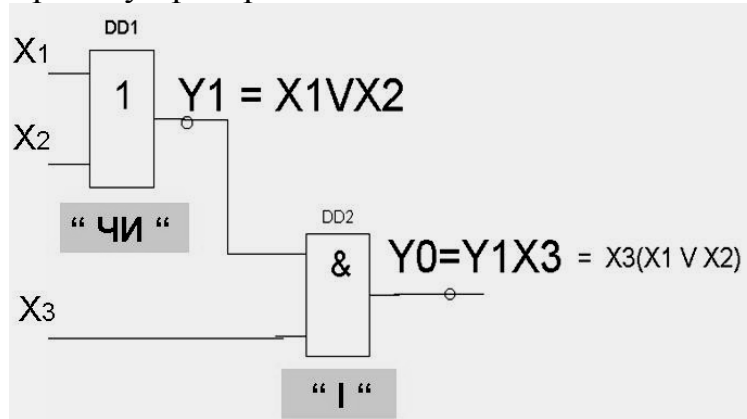 DD1
X1
1
Y1 = X1VX2
X2
“ ЧИ “
DD2
&
Y0=Y1X3 = X3(X1 V X2)
X3
“ І “